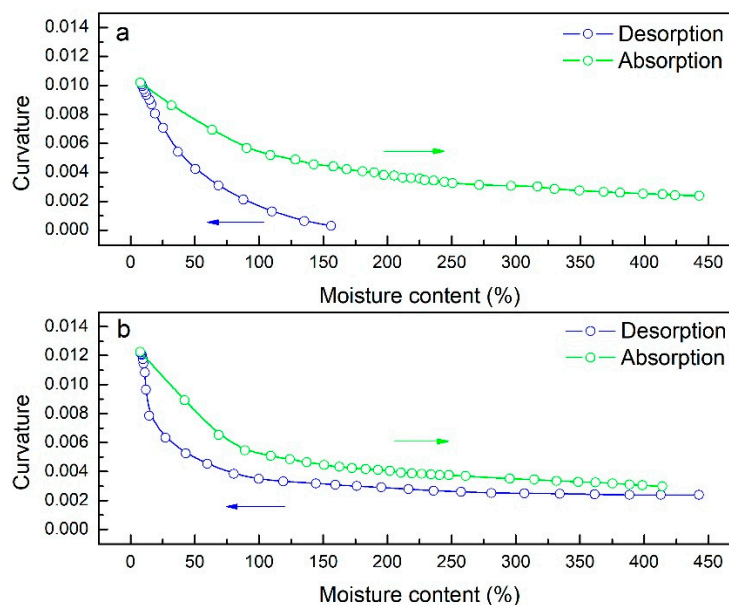 a
Desorption
Absorption
0.014
0.012
0.010
0.008
0.006
0.004
0.002
0.000
Curvature
0 50 100 150 200 250 300 350 400 450
Moisture content (%)
b
Desorption
Absorption
0.014
0.012
0.010
0.008
0.006
0.004
0.002
0.000
Curvature
0 50 100 150 200 250 300 350 400 450
Moisture content (%)